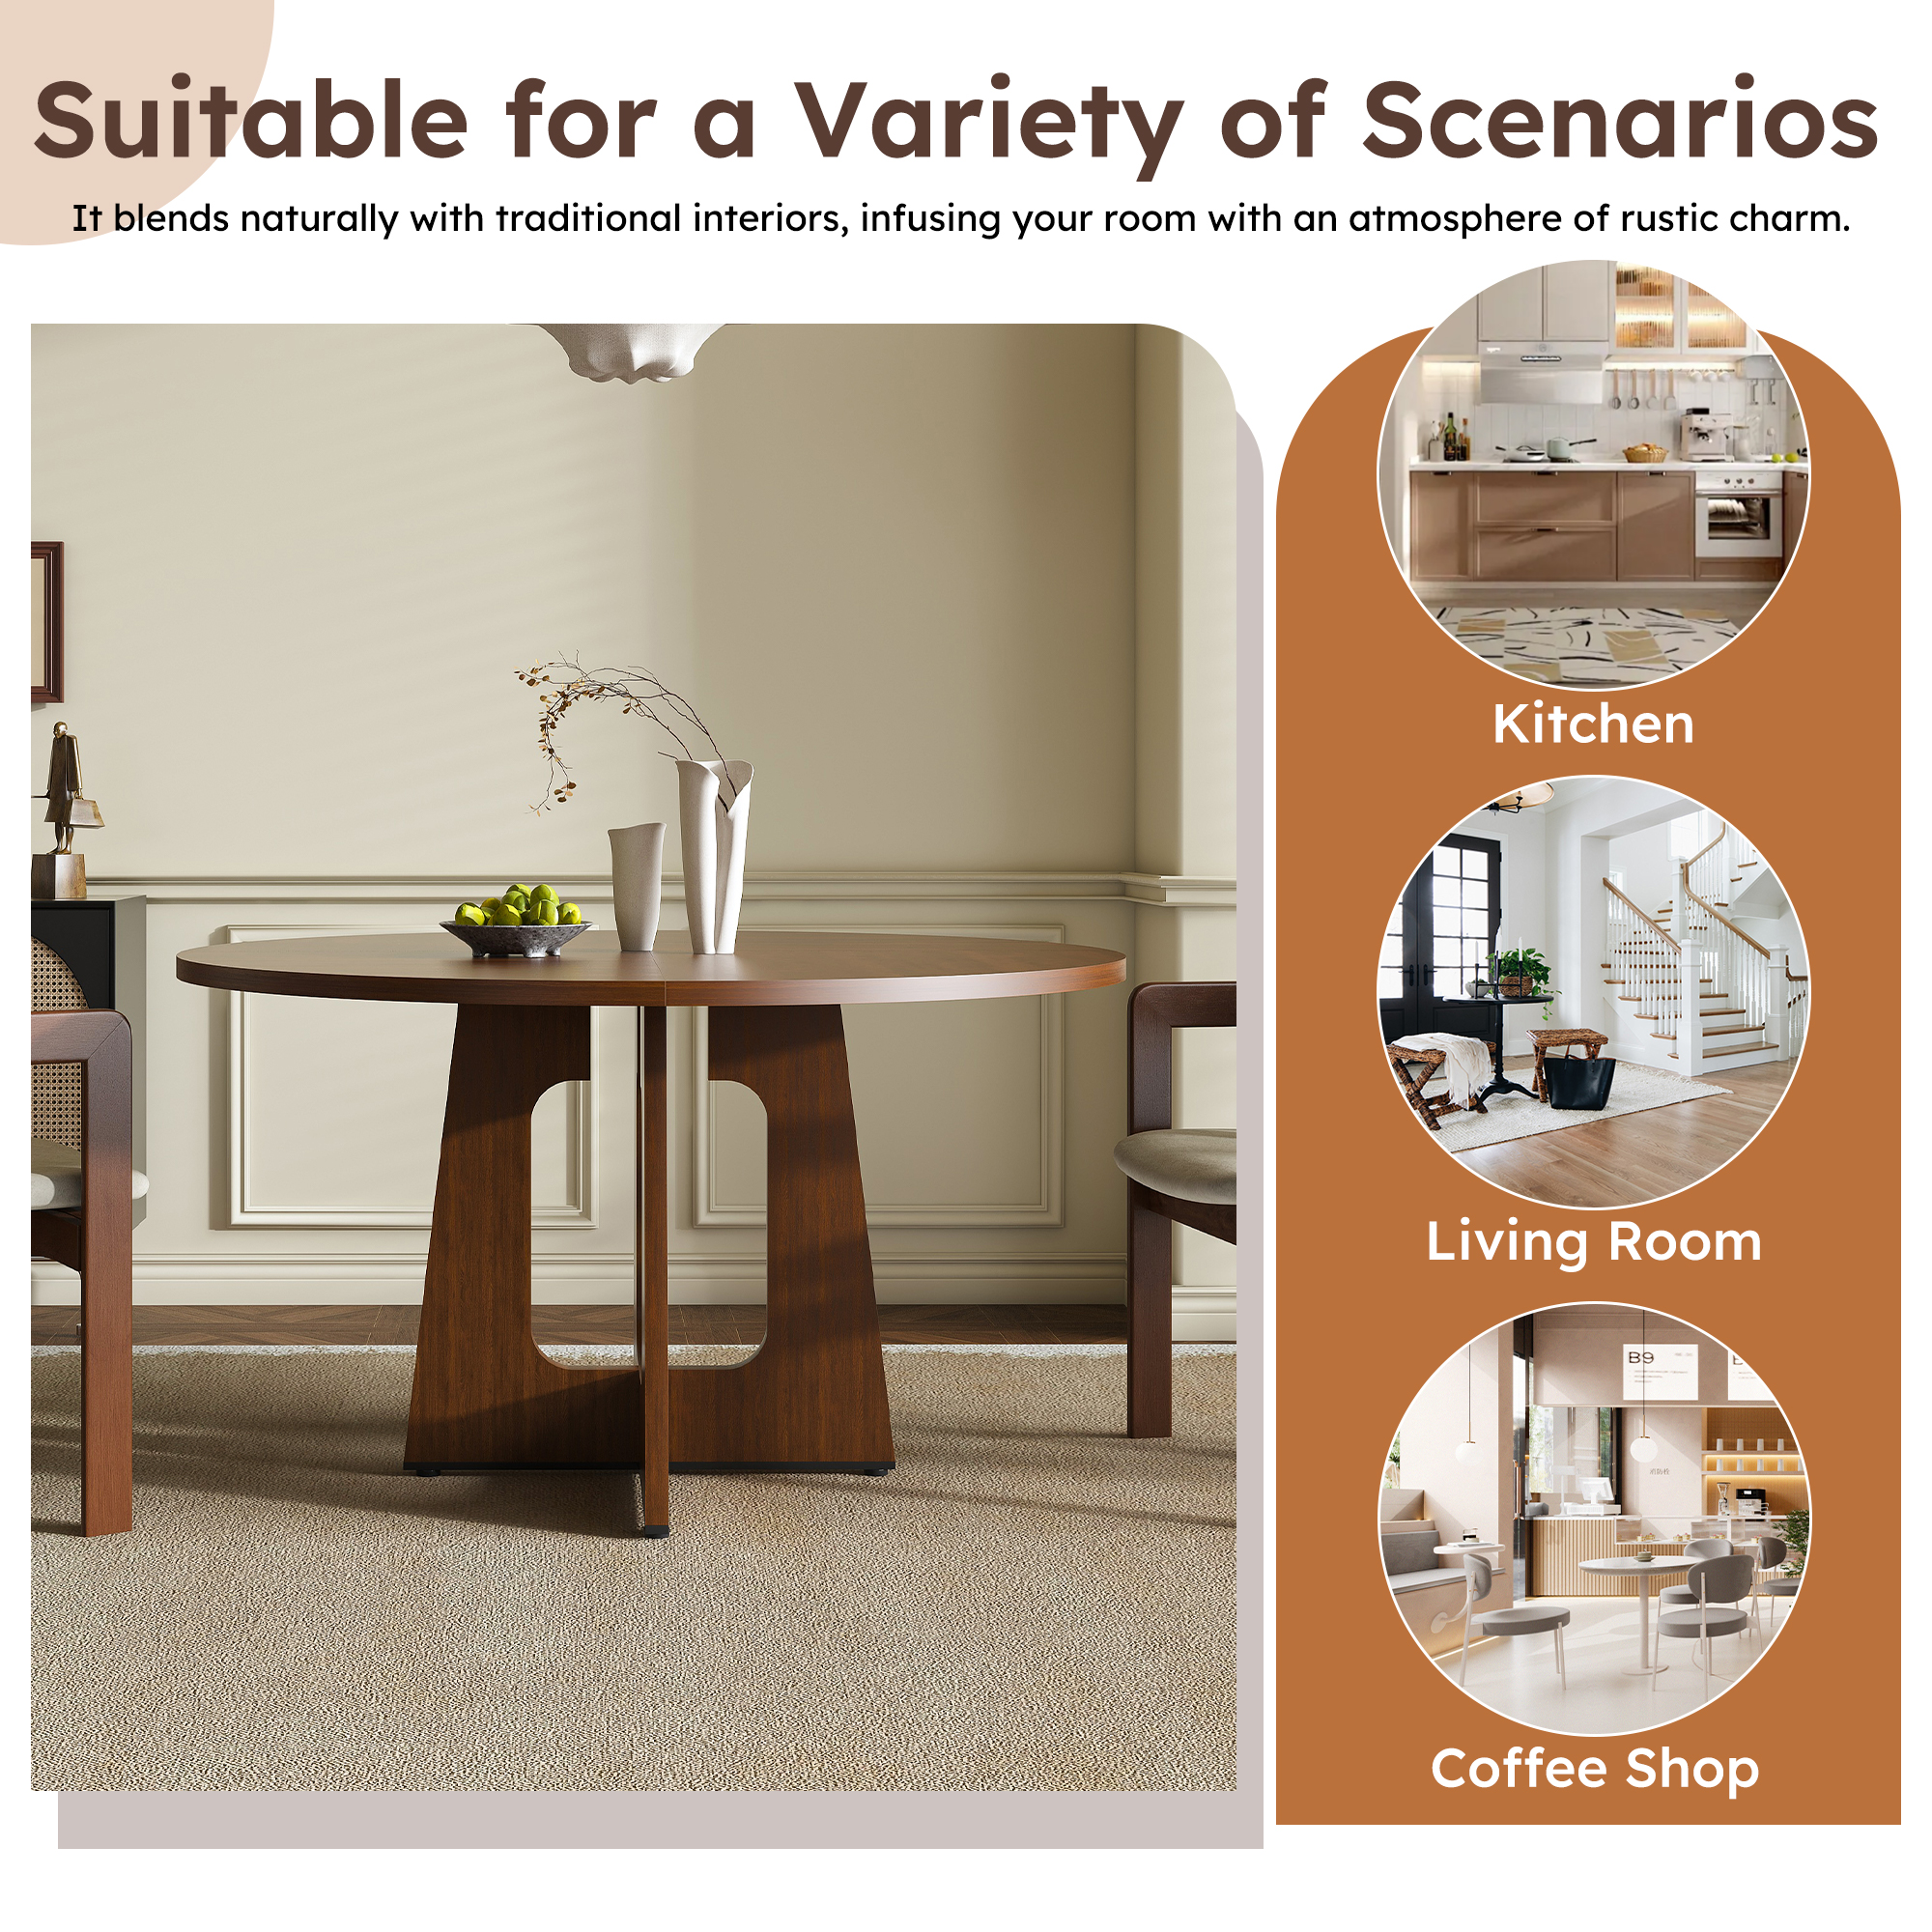 Suitable for a Variety of Scenarios
It blends naturally with traditional interiors, infusing your room with an atmosphere of rustic charm.
Kitchen
Living Room
B9
Coffee Shop